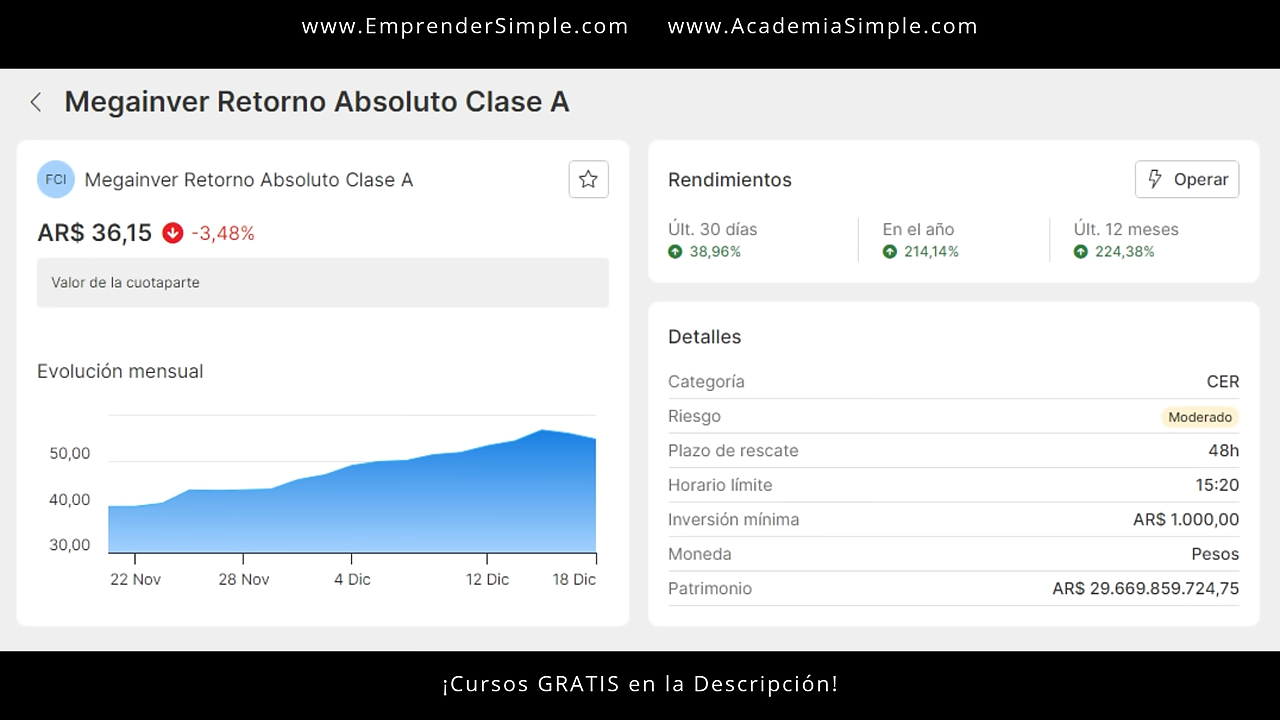 www.EmprenderSimple.com www.AcademiaSimple.com
Megainver Retorno Absoluto Clase A
FCI Megainver Retorno Absoluto Clase A
AR$ 36,15 -3,48%
Valor de la cuotaparte
Evolución mensual
50,00
40,00
30,00
22 Nov 28 Nov 4 Dic 12 Dic 18 Dic
Rendimientos Operar
Últ. 30 días En el año Últ. 12 meses
38,96% 214,14% 224,38%
Detalles
Categoría CER
Riesgo Moderado
Plazo de rescate 48h
Horario límite 15:20
Inversión mínima AR$ 1.000,00
Moneda Pesos
Patrimonio AR$ 29.669.859.724,75
¡Cursos GRATIS en la Descripción!